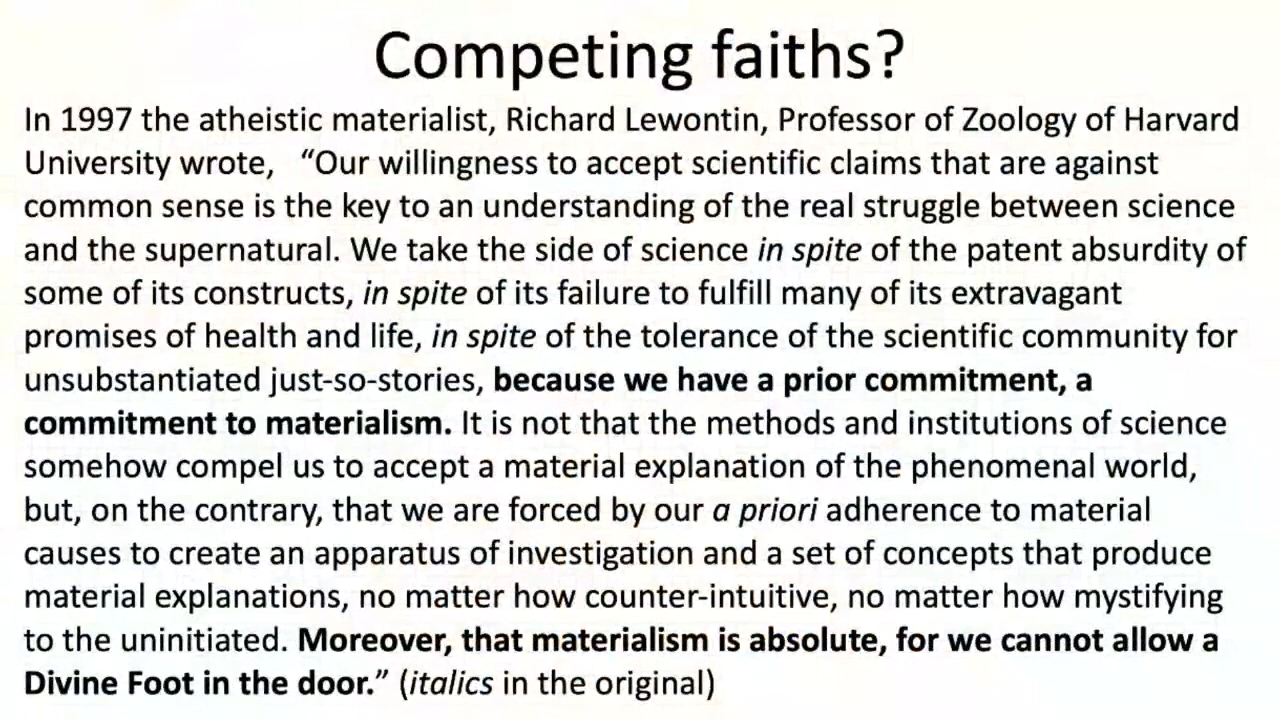 Competing faiths?
In 1997 the atheistic materialist, Richard Lewontin, Professor of Zoology of Harvard
University wrote, “Our willingness to accept scientific claims that are against
common sense is the key to an understanding of the real struggle between science
and the supernatural. We take the side of science in spite of the patent absurdity of
some of its constructs, in spite of its failure to fulfill many of its extravagant
promises of health and life, in spite of the tolerance of the scientific community for
unsubstantiated just-so-stories, because we have a prior commitment, a
commitment to materialism. It is not that the methods and institutions of science
somehow compel us to accept a material explanation of the phenomenal world,
but, on the contrary, that we are forced by our a priori adherence to material
causes to create an apparatus of investigation and a set of concepts that produce
material explanations, no matter how counter-intuitive, no matter how mystifying
to the uninitiated. Moreover, that materialism is absolute, for we cannot allow a
Divine Foot in the door.” (italics in the original)